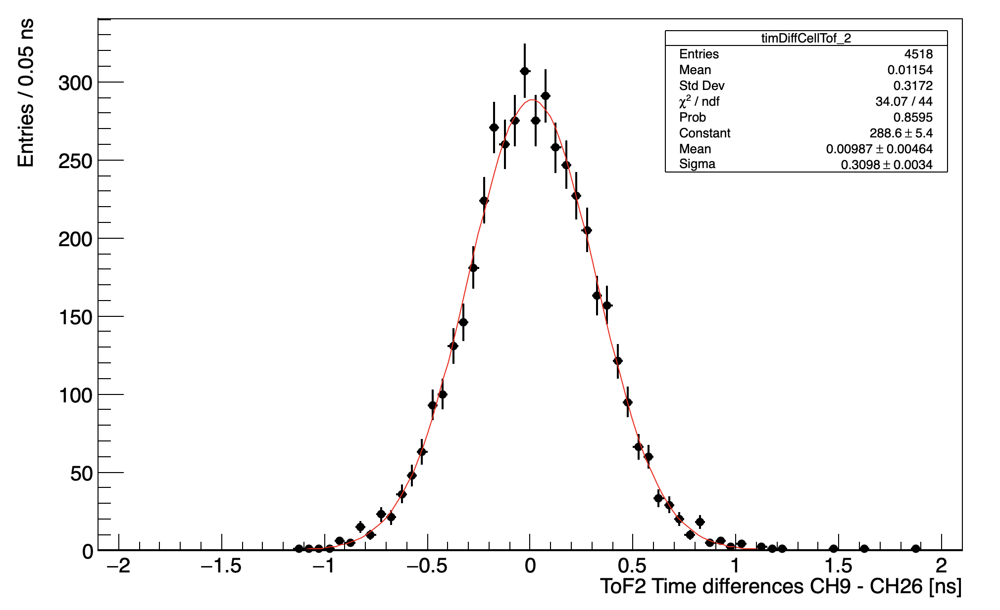 Entries / 0.05 ns
timDiffCellTof_2
Entries 4518
Mean 0.01154
Std Dev 0.3172
χ² / ndf 34.07 / 44
Prob 0.8595
Constant 288.6 ± 5.4
Mean 0.00987 ± 0.00464
Sigma 0.3098 ± 0.0034
300
250
200
150
100
50
0
−2 −1.5 −1 −0.5 0 0.5 1 1.5 2
ToF2 Time differences CH9 - CH26 [ns]